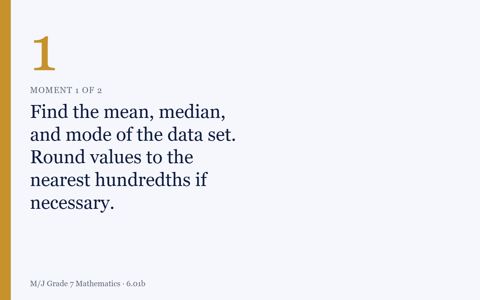 1
MOMENT 1 OF 2
Find the mean, median,
and mode of the data set.
Round values to the
nearest hundredths if
necessary.
M/J Grade 7 Mathematics · 6.01b